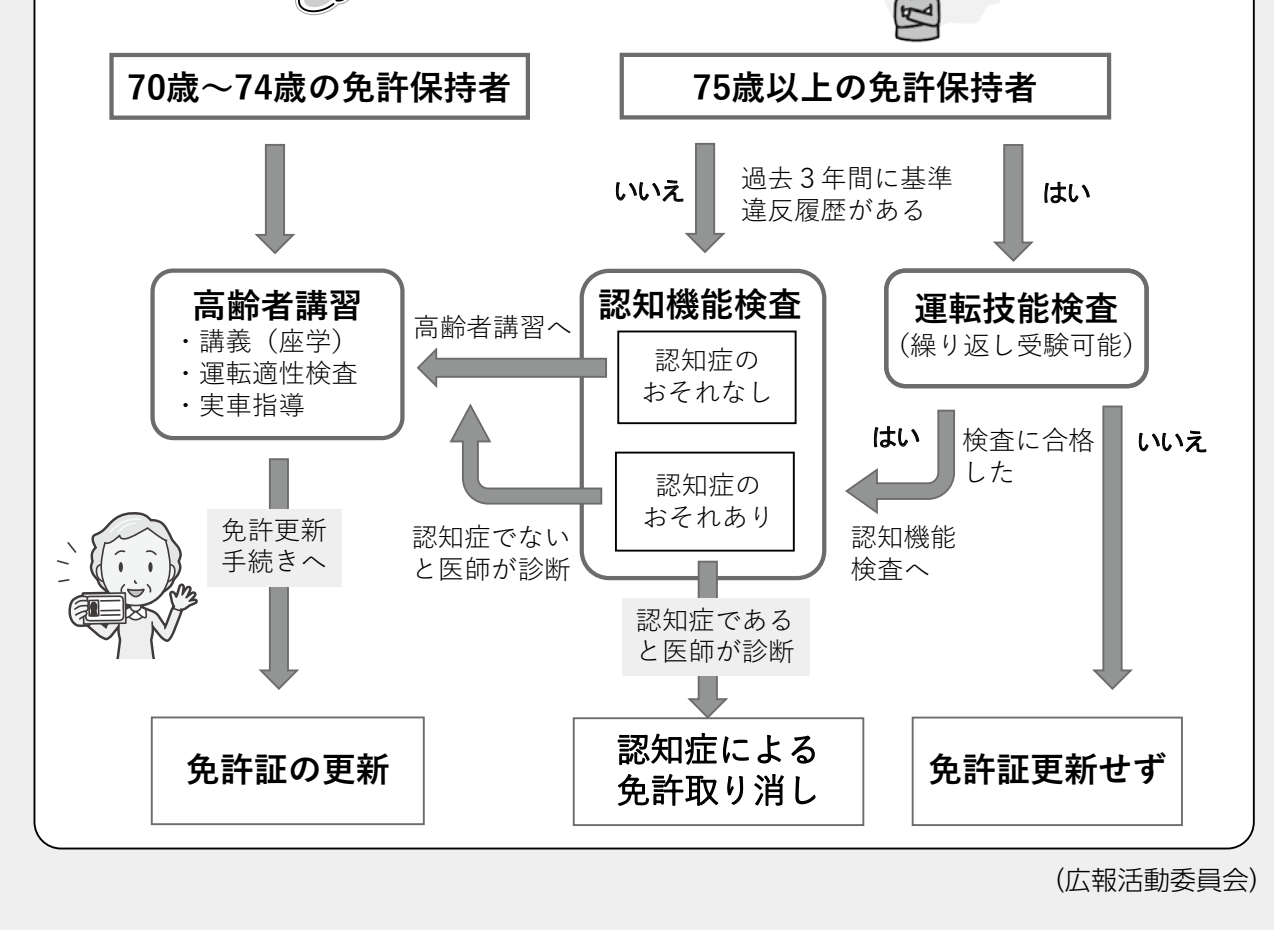 70歳〜74歳の免許保持者
75歳以上の免許保持者
いいえ
過去３年間に基準
違反履歴がある
はい
高齢者講習
・講義（座学）
・運転適性検査
・実車指導
高齢者講習へ
認知機能検査
認知症の
おそれなし
認知症の
おそれあり
運転技能検査
(繰り返し受験可能)
はい
検査に合格
した
いいえ
認知機能
検査へ
認知症でない
と医師が診断
免許更新
手続きへ
認知症である
と医師が診断
免許証の更新
認知症による
免許取り消し
免許証更新せず
(広報活動委員会)